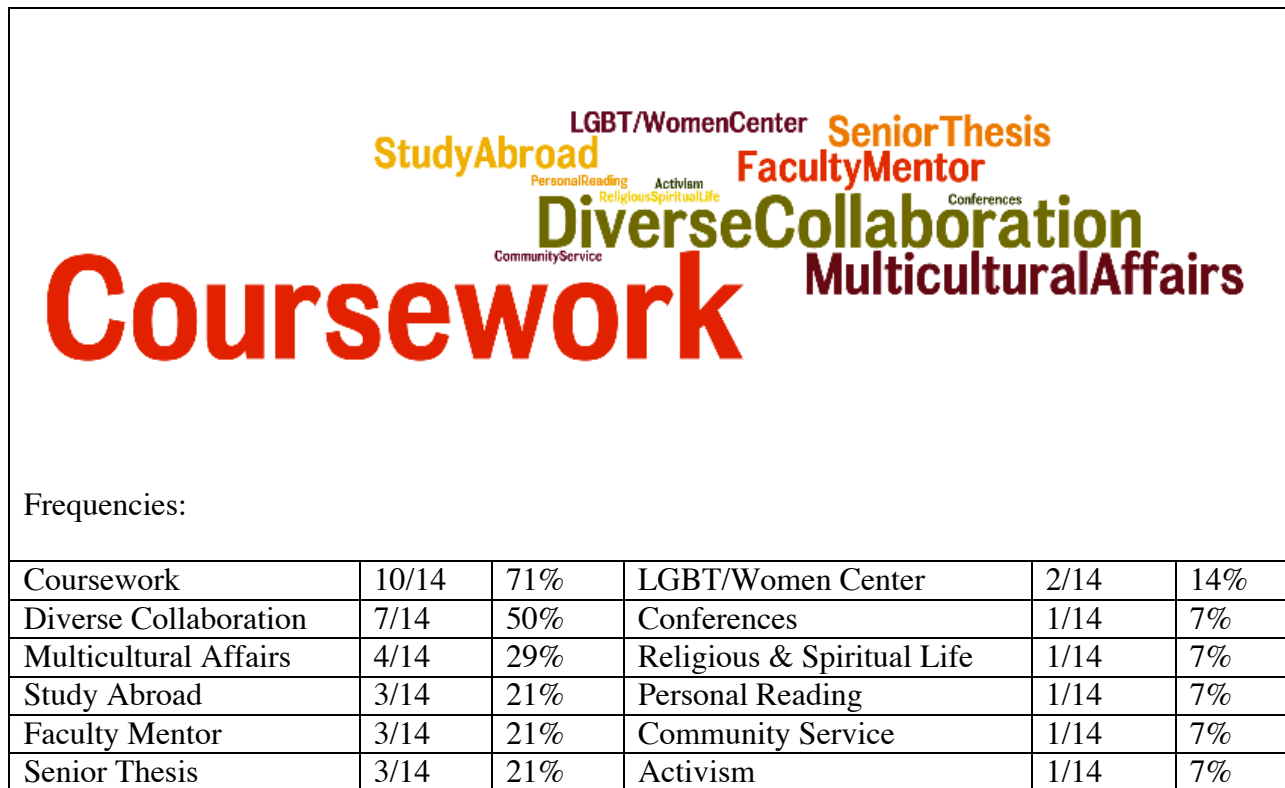 LGBT/WomenCenter
SeniorThesis
StudyAbroad
FacultyMentor
PersonalReading
Activism
ReligiousSpiritualLife
Conferences
DiverseCollaboration
CommunityService
MulticulturalAffairs
Coursework
Frequencies:
Coursework 10/14 71% LGBT/Women Center 2/14 14%
Diverse Collaboration 7/14 50% Conferences 1/14 7%
Multicultural Affairs 4/14 29% Religious & Spiritual Life 1/14 7%
Study Abroad 3/14 21% Personal Reading 1/14 7%
Faculty Mentor 3/14 21% Community Service 1/14 7%
Senior Thesis 3/14 21% Activism 1/14 7%